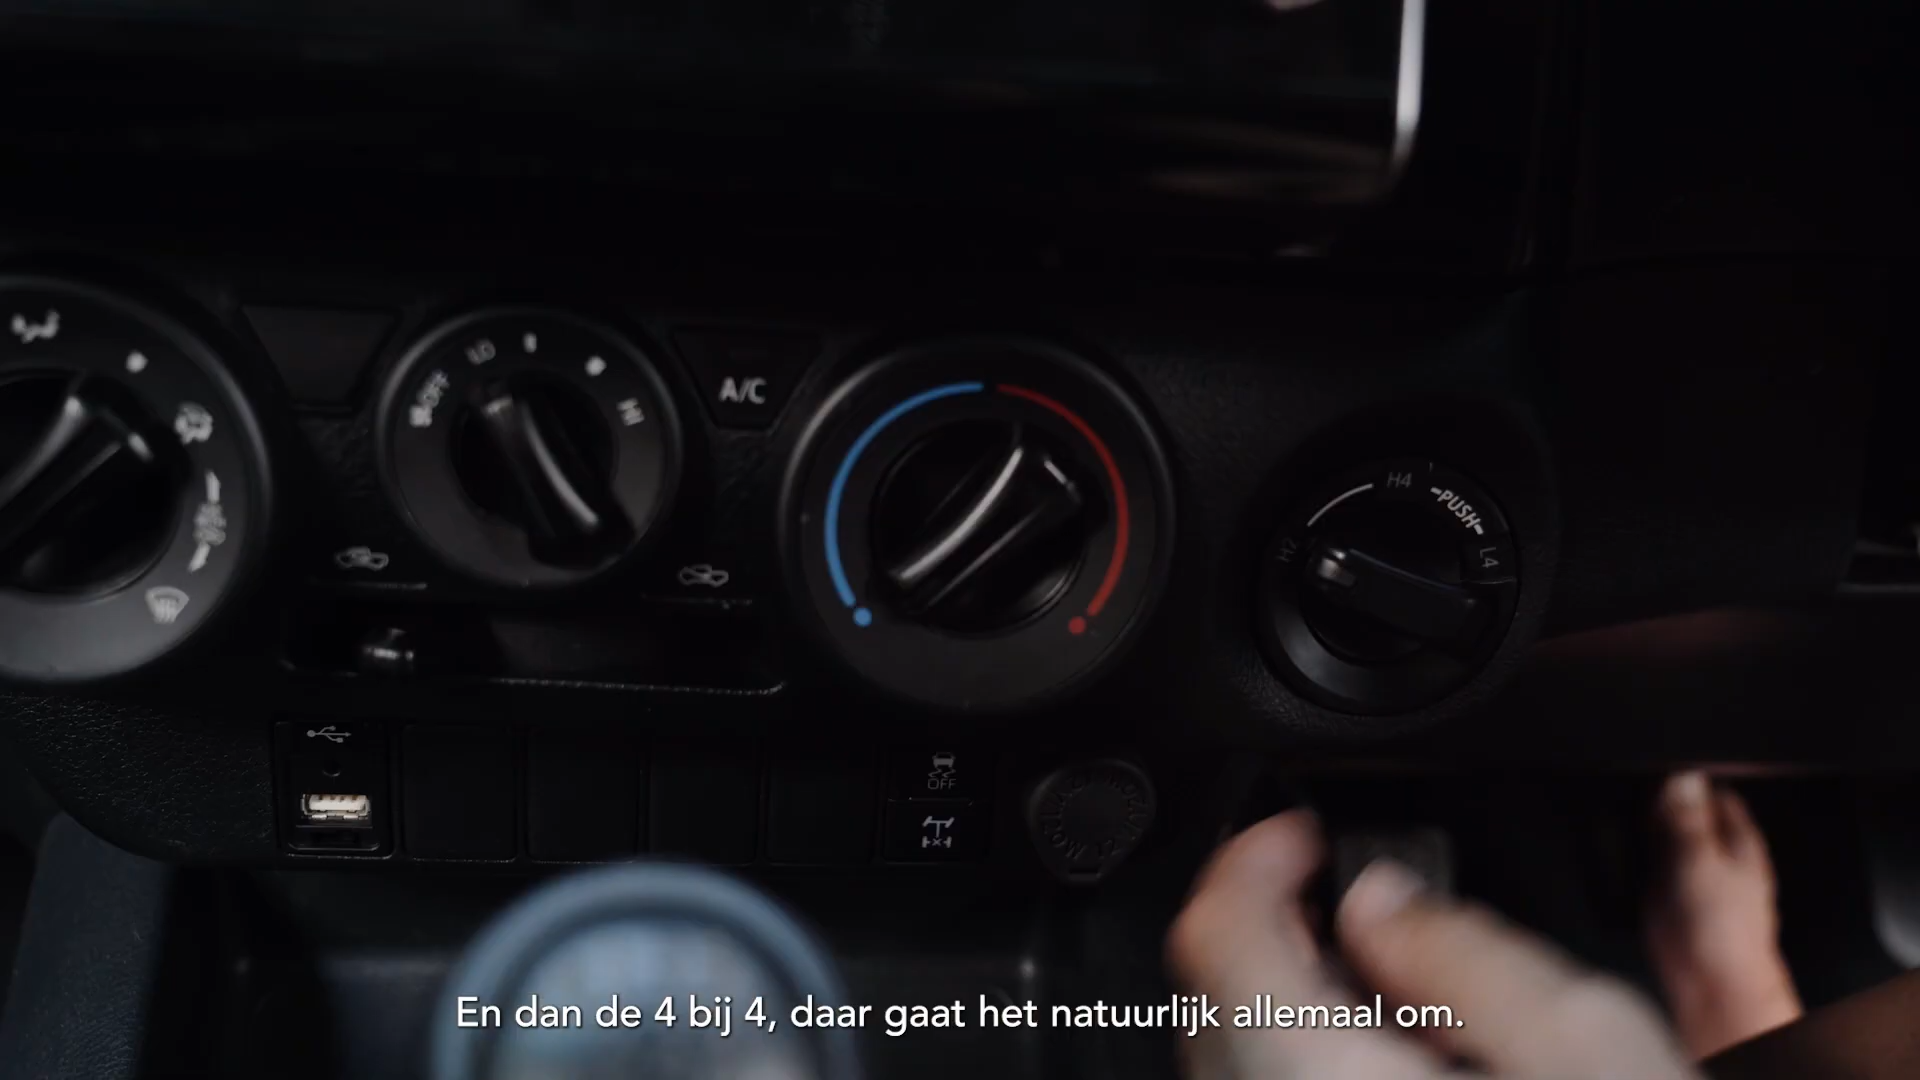 LO
OFF
HI
A/C
H4
-PUSH-
H2
L4
OFF
En dan de 4 bij 4, daar gaat het natuurlijk allemaal om.